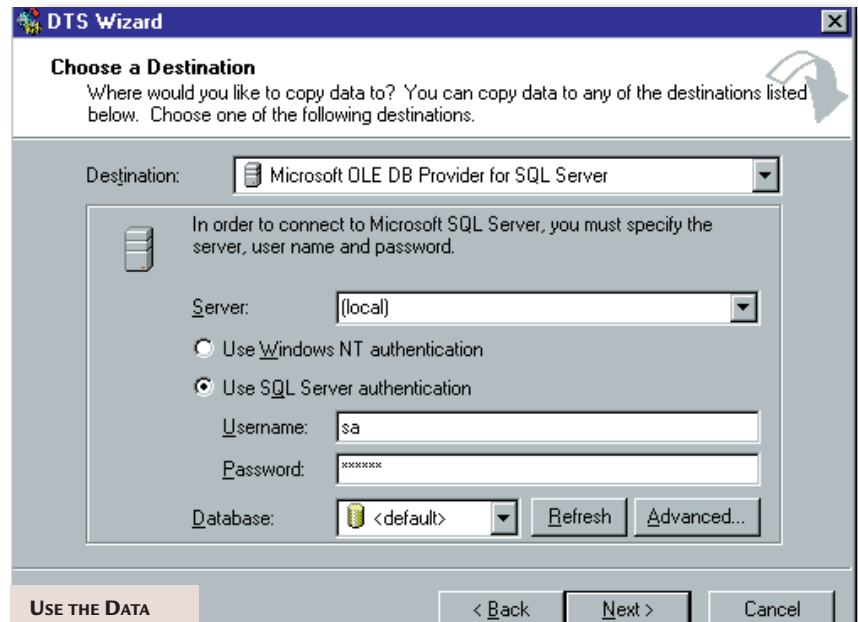 DTS Wizard
Choose a Destination
Where would you like to copy data to? You can copy data to any of the destinations listed
below. Choose one of the following destinations.
Destination: Microsoft OLE DB Provider for SQL Server
In order to connect to Microsoft SQL Server, you must specify the
server, user name and password.
Server: (local)
Use Windows NT authentication
Use SQL Server authentication
Username: sa
Password: ××××××
Database: <default> Refresh Advanced...
USE THE DATA
< Back Next > Cancel